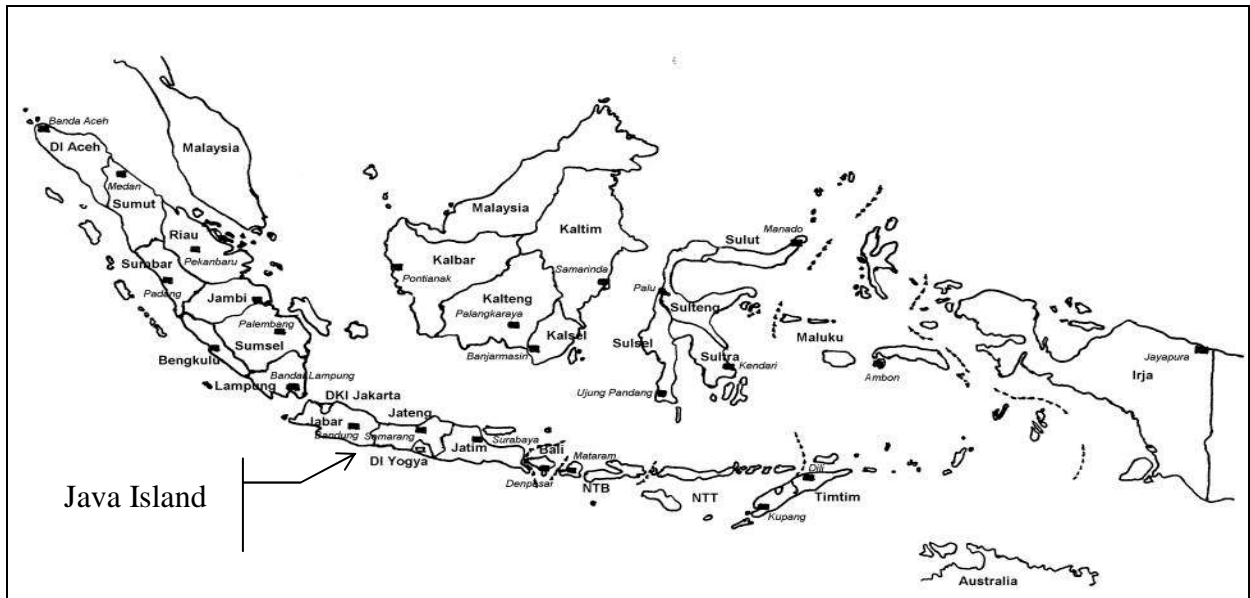 Banda Aceh
DI Aceh
Malaysia
Medan
Sumut
Riau
Pekanbaru
Sumbar
Padang
Jambi
Palembang
Sumsel
Bengkulu
Bandar Lampung
Lampung
Malaysia
Kaltim
Kalbar
Pontianak
Samarinda
Kalteng
Palangkaraya
Kalsel
Banjarmasin
Sulut
Manado
Palu
Sulteng
Sulsel
Sultra
Kendari
Ujung Pandang
Maluku
Ambon
Jayapura
Irja
DKI Jakarta
Jabar
Bandung
Jateng
Semarang
DI Yogya
Jatim
Surabaya
Bali
Denpasar
Mataram
NTB
NTT
Dili
Timtim
Kupang
Java Island
Australia